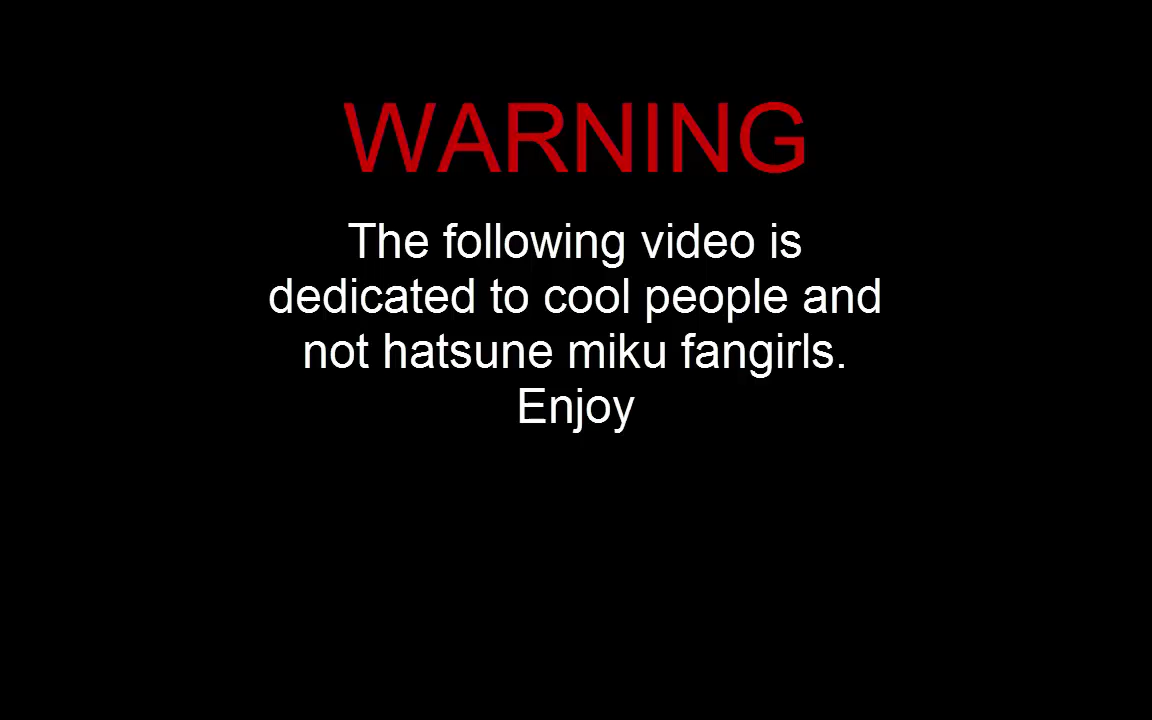 WARNING
The following video is
dedicated to cool people and
not hatsune miku fangirls.
Enjoy